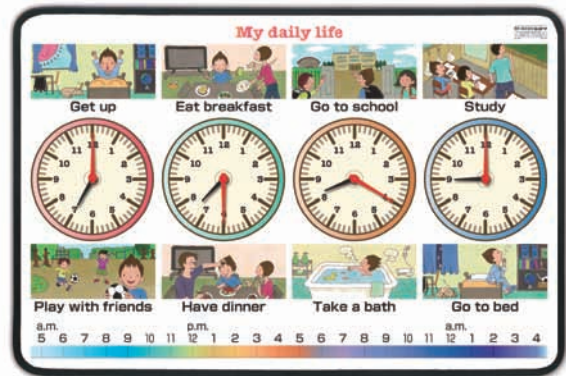 My daily life
Get up
Eat breakfast
Go to school
Study
12 1 2 3 4 5 6 7 8 9 10 11
12 1 2 3 4 5 6 7 8 9 10 11
12 1 2 3 4 5 6 7 8 9 10 11
12 1 2 3 4 5 6 7 8 9 10 11
Play with friends
Have dinner
Take a bath
Go to bed
a.m. p.m. a.m.
5 6 7 8 9 10 11 12 1 2 3 4 5 6 7 8 9 10 11 12 1 2 3 4